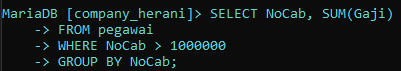 MariaDB [company_herani]> SELECT NoCab, SUM(Gaji)
    -> FROM pegawai
    -> WHERE NoCab > 1000000
    -> GROUP BY NoCab;